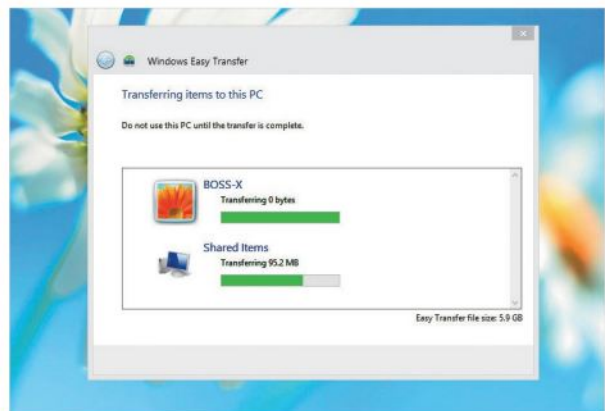 Windows Easy Transfer
Transferring items to this PC
Do not use this PC until the transfer is complete.
BOSS-X
Transferring 0 bytes
Shared Items
Transferring 95.2 MB
Easy Transfer file size: 5.9 GB